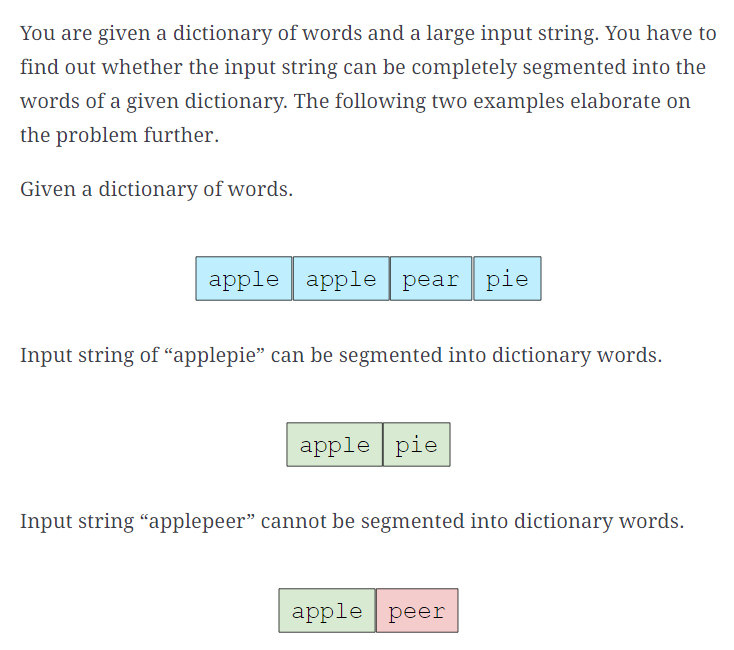 You are given a dictionary of words and a large input string. You have to
find out whether the input string can be completely segmented into the
words of a given dictionary. The following two examples elaborate on
the problem further.
Given a dictionary of words.
apple apple pear pie
Input string of “applepie” can be segmented into dictionary words.
apple pie
Input string “applepeer” cannot be segmented into dictionary words.
apple peer